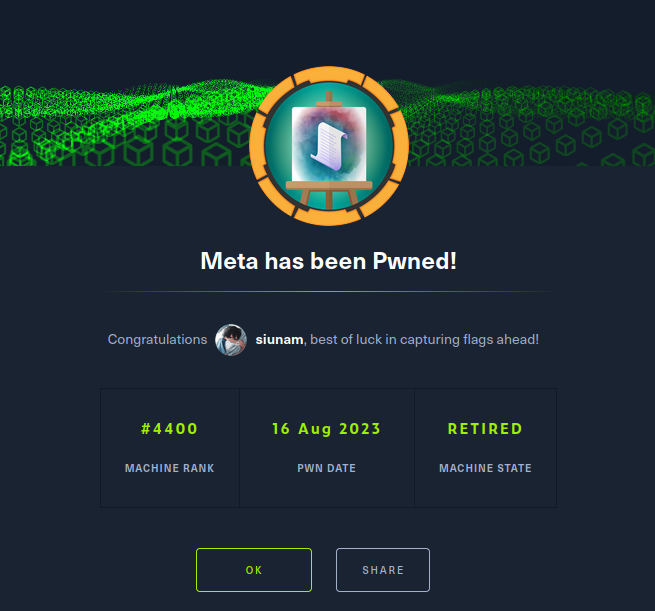 Meta has been Pwned!
Congratulations siunam, best of luck in capturing flags ahead!
#4400 16 Aug 2023 RETIRED
MACHINE RANK PWN DATE MACHINE STATE
OK SHARE